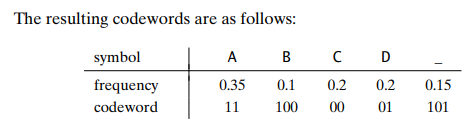 The resulting codewords are as follows:
symbol A B C D _
frequency 0.35 0.1 0.2 0.2 0.15
codeword 11 100 00 01 101